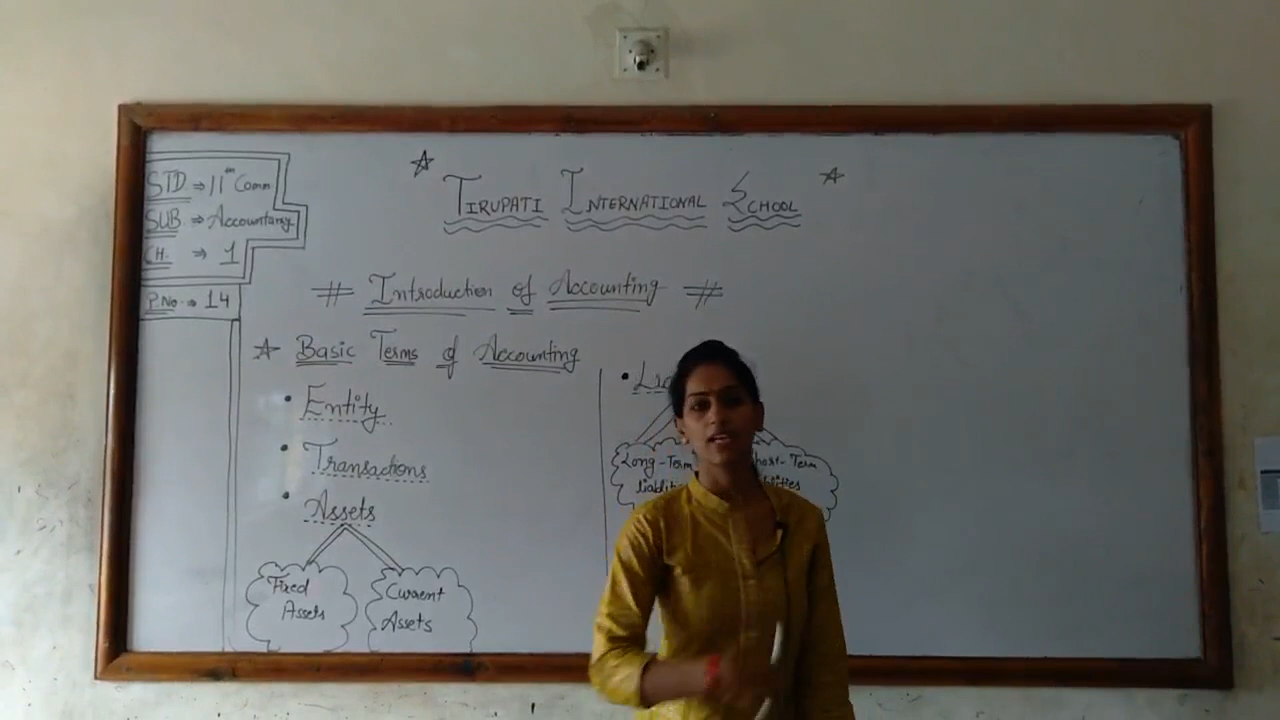 STD ⇒ 11th Comm
SUB ⇒ Accountancy
CH. ⇒ 1
P.No ⇒ 14
☆ TIRUPATI INTERNATIONAL SCHOOL ☆
# Introduction of Accounting #
☆ Basic Terms of Accounting
• Entity
• Transactions
• Assets
Fixed
Assets
Current
Assets
Long-Term
Short-Term